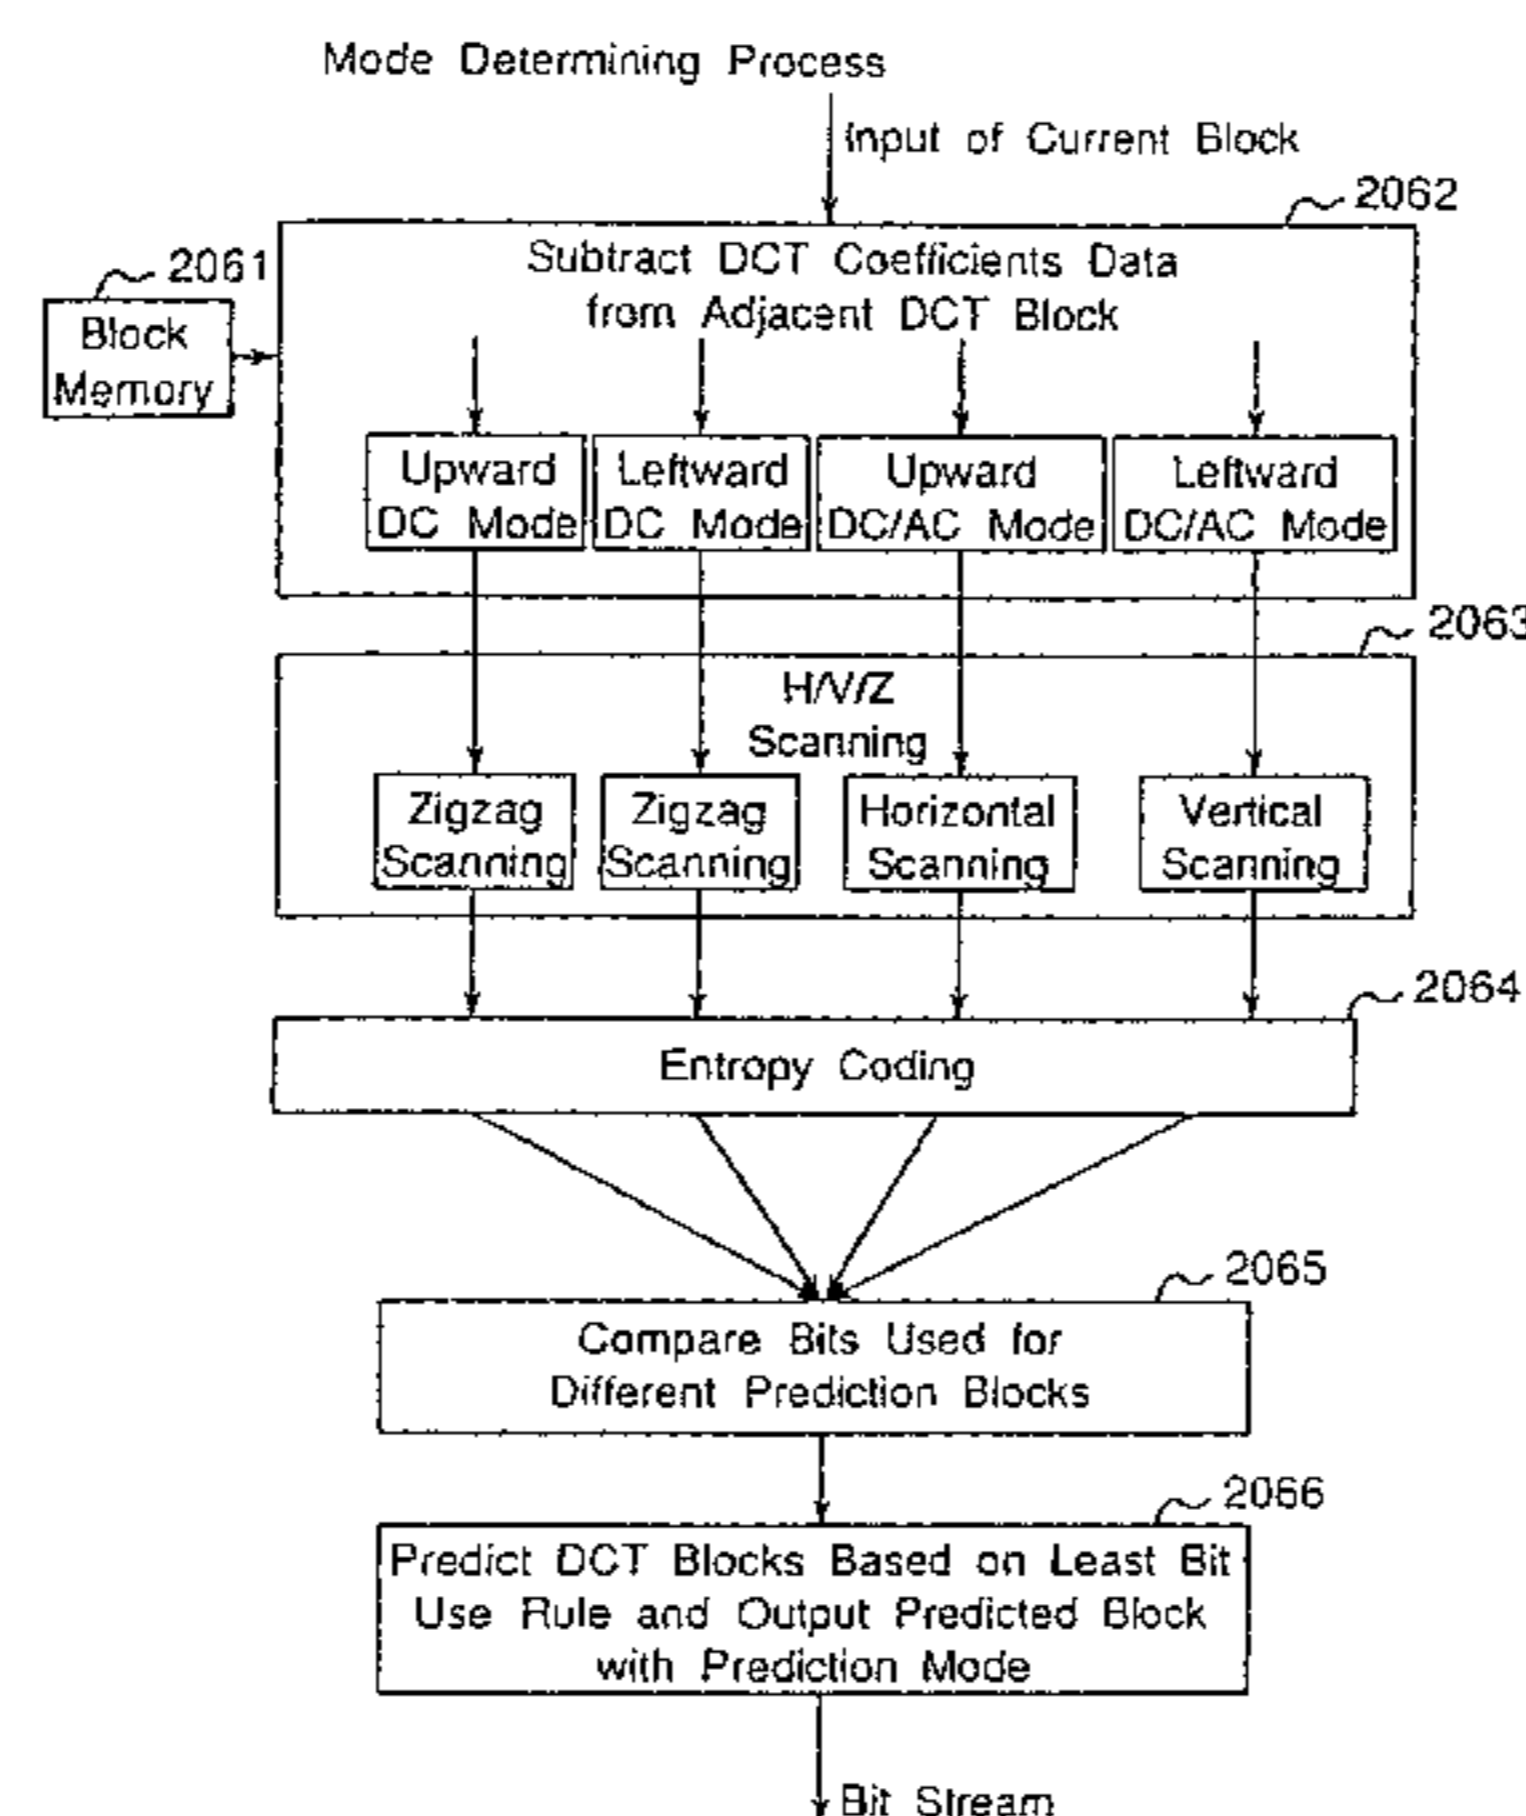 Mode Determining Process
Input of Current Block
2062
2061
Subtract DCT Coefficients Data
from Adjacent DCT Block
Block
Memory
Upward
DC Mode
Leftward
DC Mode
Upward
DC/AC Mode
Leftward
DC/AC Mode
2063
H/V/Z
Scanning
Zigzag
Scanning
Zigzag
Scanning
Horizontal
Scanning
Vertical
Scanning
2064
Entropy Coding
2065
Compare Bits Used for
Different Prediction Blocks
2066
Predict DCT Blocks Based on Least Bit
Use Rule and Output Predicted Block
with Prediction Mode
Bit Stream